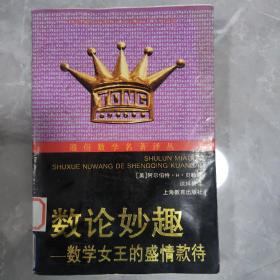 TONG
通俗数学名著译丛
SHULUN MIAOQU
SHUXUE NUWANG DE SHENGQING KUANDAI
[美]阿尔伯特·H·贝勒
上海教育出版社
数论妙趣
——数学女王的盛情款待